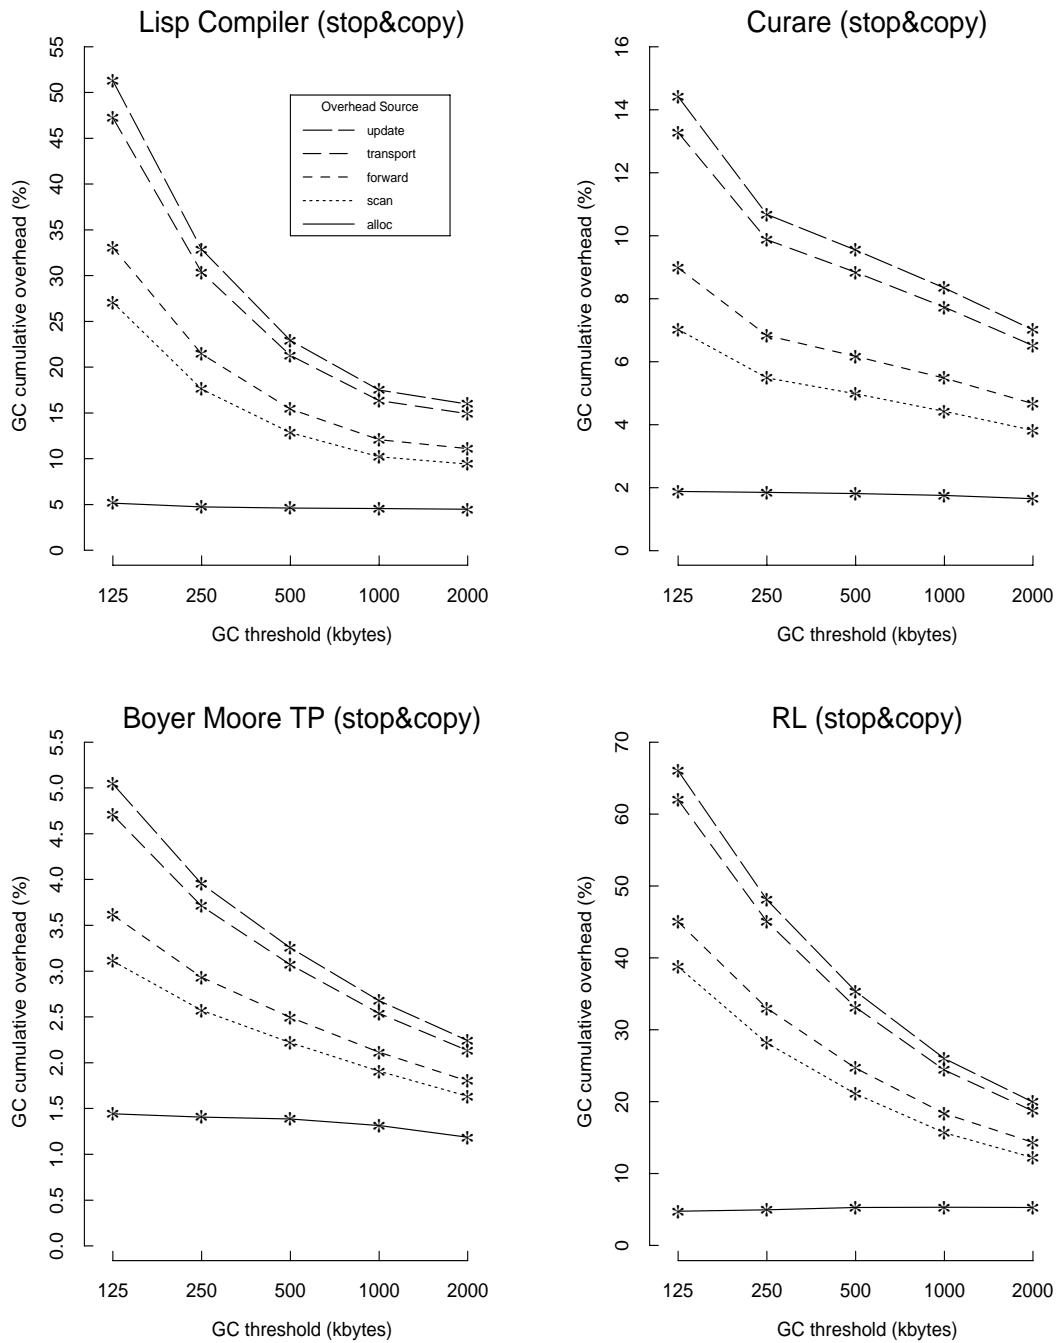 Lisp Compiler (stop&copy)
GC cumulative overhead (%)
0 5 10 15 20 25 30 35 40 45 50 55
Overhead Source
update
transport
forward
scan
alloc
125 250 500 1000 2000
GC threshold (kbytes)
Curare (stop&copy)
GC cumulative overhead (%)
0 2 4 6 8 10 12 14 16
125 250 500 1000 2000
GC threshold (kbytes)
Boyer Moore TP (stop&copy)
GC cumulative overhead (%)
0.0 0.5 1.0 1.5 2.0 2.5 3.0 3.5 4.0 4.5 5.0 5.5
125 250 500 1000 2000
GC threshold (kbytes)
RL (stop&copy)
GC cumulative overhead (%)
0 10 20 30 40 50 60 70
125 250 500 1000 2000
GC threshold (kbytes)